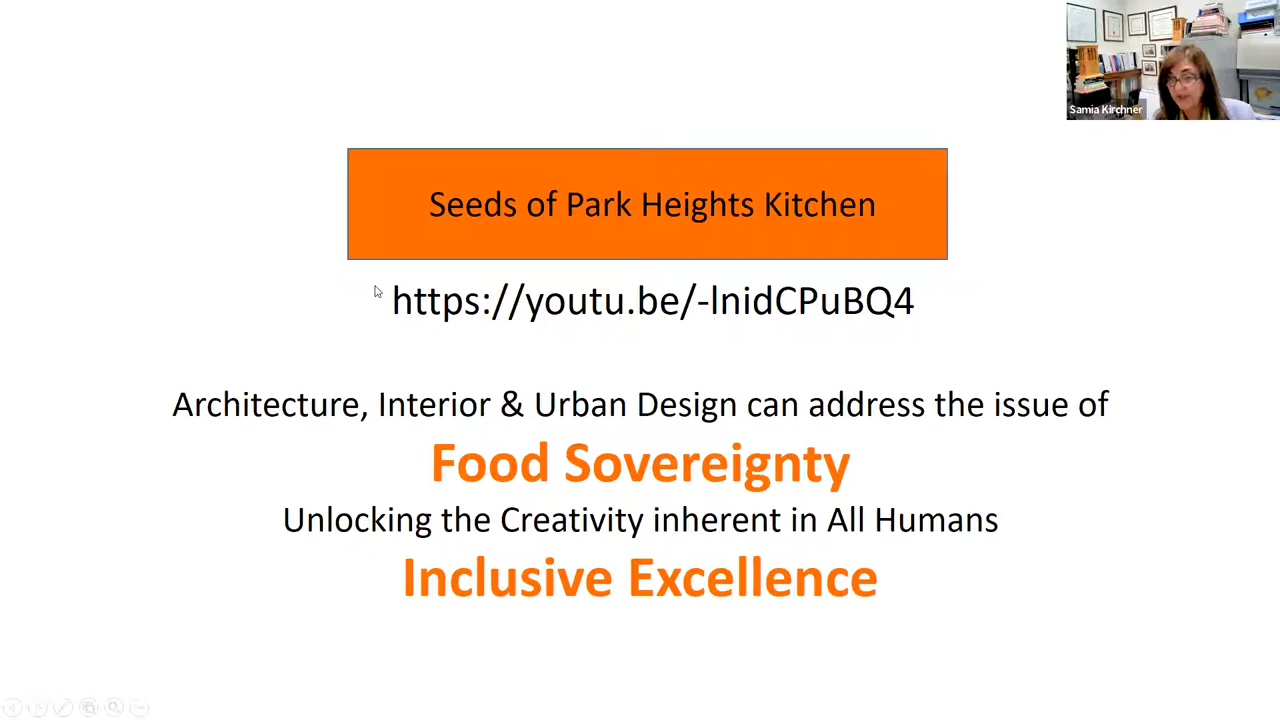 Samia Kirchner
Seeds of Park Heights Kitchen
https://youtu.be/-lnidCPuBQ4
Architecture, Interior & Urban Design can address the issue of
Food Sovereignty
Unlocking the Creativity inherent in All Humans
Inclusive Excellence